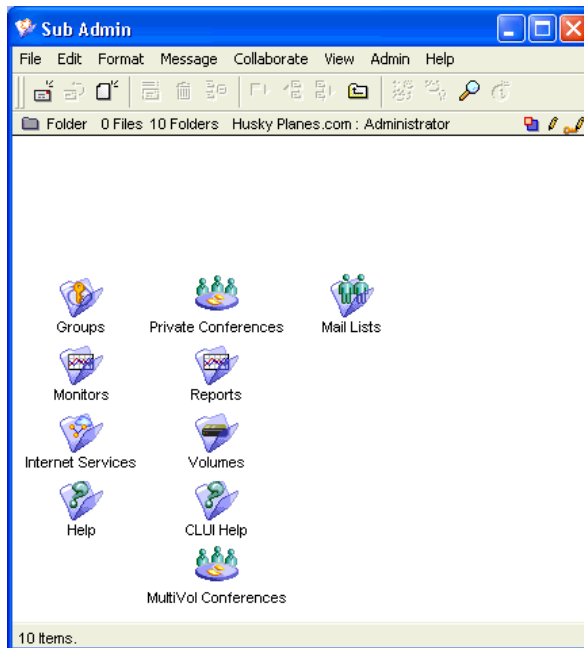 Sub Admin
File Edit Format Message Collaborate View Admin Help
Folder 0 Files 10 Folders Husky Planes.com : Administrator
Groups Private Conferences Mail Lists
Monitors Reports
Internet Services Volumes
Help CLUI Help
MultiVol Conferences
10 Items.